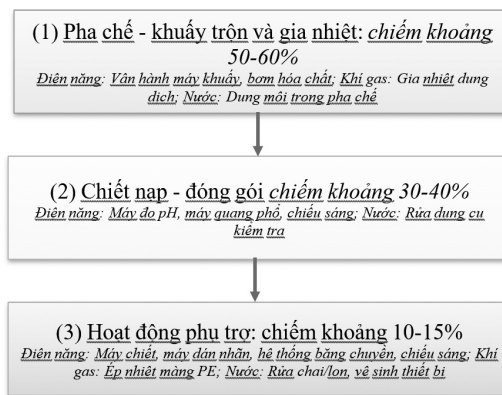 (1) Pha chế - khuấy trộn và gia nhiệt: chiếm khoảng
50-60%
Điện năng: Vận hành máy khuấy, bơm hóa chất; Khí gas: Gia nhiệt dung
dịch; Nước: Dung môi trong pha chế
(2) Chiết nạp - đóng gói chiếm khoảng 30-40%
Điện năng: Máy đo pH, máy quang phổ, chiếu sáng; Nước: Rửa dụng cụ
kiểm tra
(3) Hoạt động phụ trợ: chiếm khoảng 10-15%
Điện năng: Máy chiết, máy dán nhãn, hệ thống băng chuyền, chiếu sáng; Khí
gas: Ép nhiệt màng PE; Nước: Rửa chai/lon, vệ sinh thiết bị